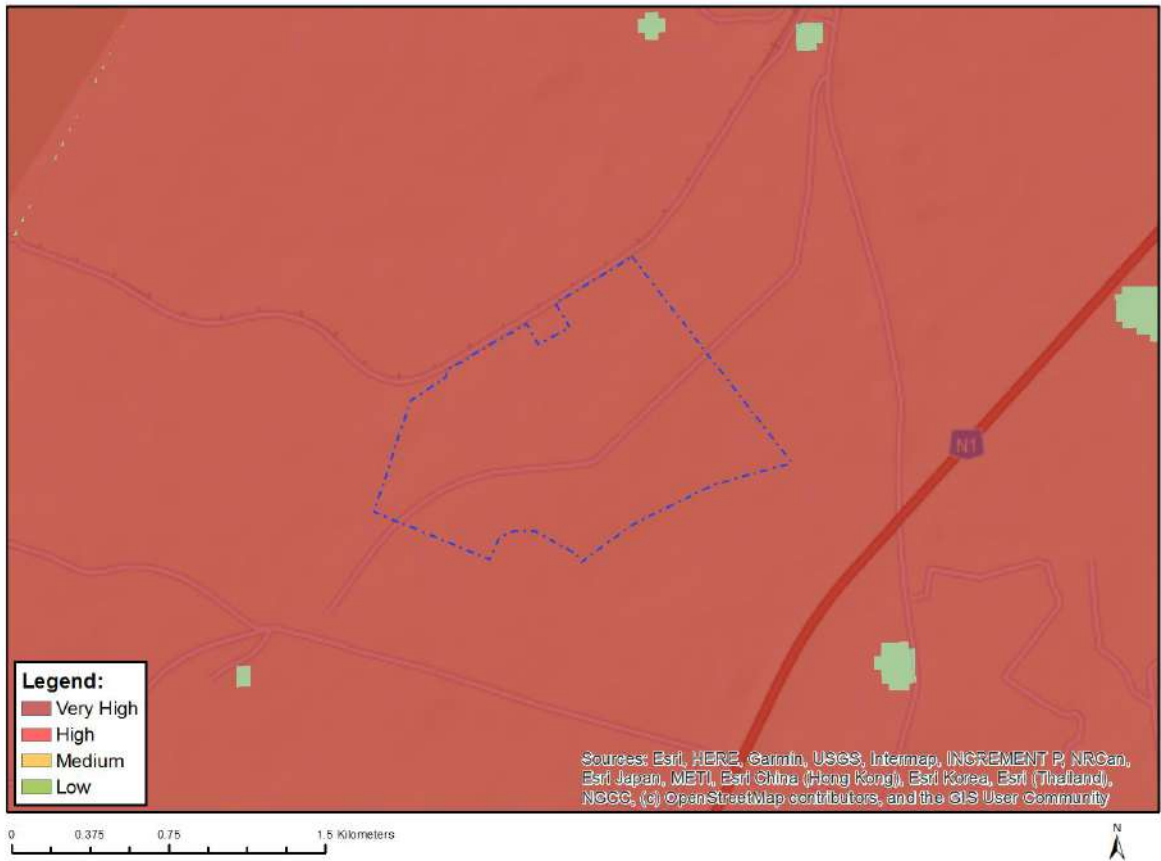 N1
Legend:
Very High
High
Medium
Low
Sources: Esri, HERE, Garmin, USGS, Intermap, INCREMENT P, NRCan,
Esri Japan, METI, Esri China (Hong Kong), Esri Korea, Esri (Thailand),
NGCC, (c) OpenStreetMap contributors, and the GIS User Community
0 0.375 0.75 1.5 Kilometers
N